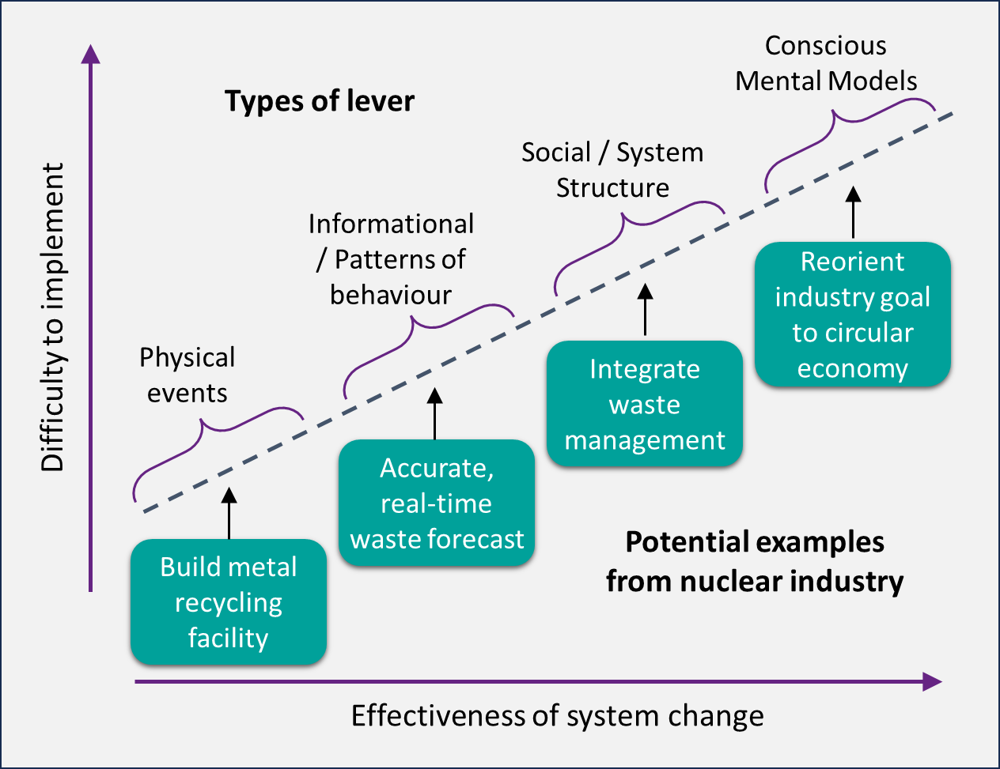 Types of lever
Conscious
Mental Models
Social / System
Structure
Informational
/ Patterns of
behaviour
Physical
events
Difficulty to implement
Reorient
industry goal
to circular
economy
Integrate
waste
management
Accurate,
real-time
waste forecast
Build metal
recycling
facility
Potential examples
from nuclear industry
Effectiveness of system change